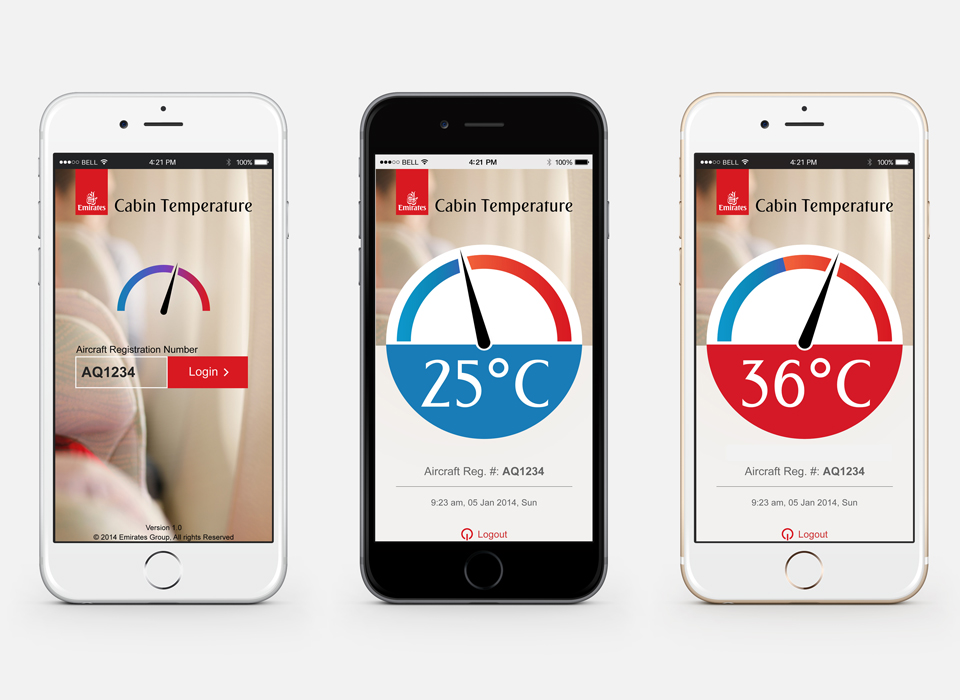 ●●●○○ BELL 4:21 PM 100%
Emirates
Cabin Temperature
Aircraft Registration Number
AQ1234 Login >
Version 1.0
© 2014 Emirates Group, All rights Reserved
●●●○○ BELL 4:21 PM 100%
Emirates
Cabin Temperature
25°C
Aircraft Reg. #: AQ1234
9:23 am, 05 Jan 2014, Sun
Logout
●●●○○ BELL 4:21 PM 100%
Emirates
Cabin Temperature
36°C
Aircraft Reg. #: AQ1234
9:23 am, 05 Jan 2014, Sun
Logout